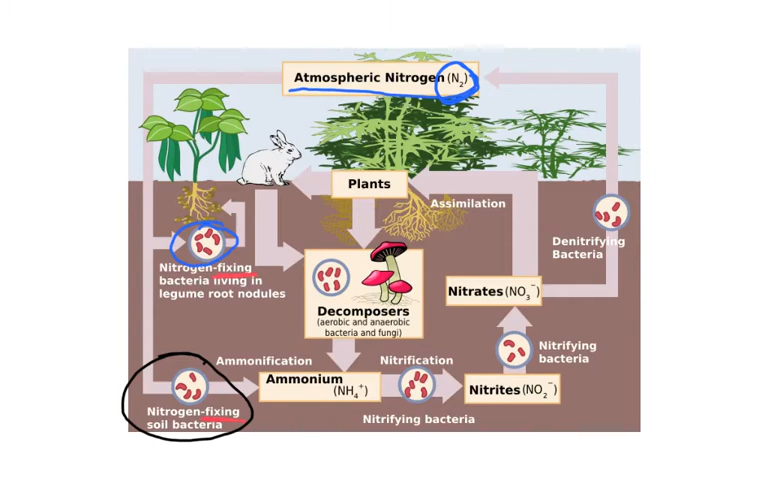 Atmospheric Nitrogen (N₂)
Plants
Assimilation
Denitrifying
Bacteria
Nitrogen-fixing
bacteria living in
legume root nodules
Decomposers
(aerobic and anaerobic
bacteria and fungi)
Nitrates (NO₃⁻)
Nitrifying
bacteria
Ammonification
Nitrification
Ammonium
(NH₄⁺)
Nitrites (NO₂⁻)
Nitrogen-fixing
soil bacteria
Nitrifying bacteria